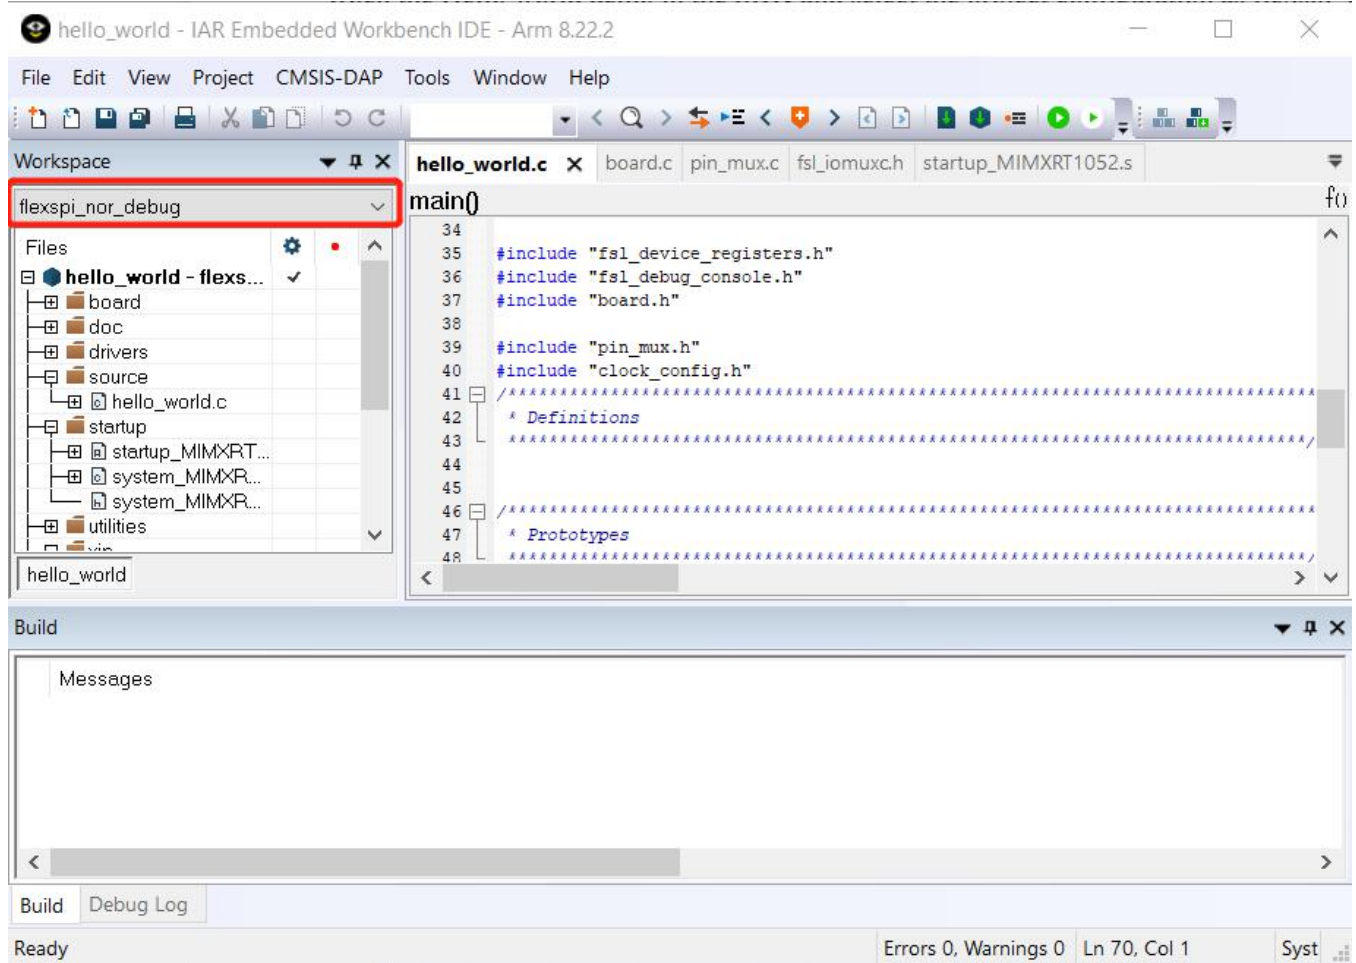 hello_world - IAR Embedded Workbench IDE - Arm 8.22.2
File Edit View Project CMSIS-DAP Tools Window Help
Workspace
hello_world.c board.c pin_mux.c fsl_iomuxc.h startup_MIMXRT1052.s
flexspi_nor_debug
main()
f()
Files
hello_world - flexs...
board
doc
drivers
source
hello_world.c
startup
startup_MIMXRT...
system_MIMXR...
system_MIMXR...
utilities
xip
hello_world
34
35 #include "fsl_device_registers.h"
36 #include "fsl_debug_console.h"
37 #include "board.h"
38
39 #include "pin_mux.h"
40 #include "clock_config.h"
41 /*******************************************************************************
42 * Definitions
43 ******************************************************************************/
44
45
46 /*******************************************************************************
47 * Prototypes
48 ******************************************************************************/
Build
Messages
Build Debug Log
Ready
Errors 0, Warnings 0 Ln 70, Col 1 Syst